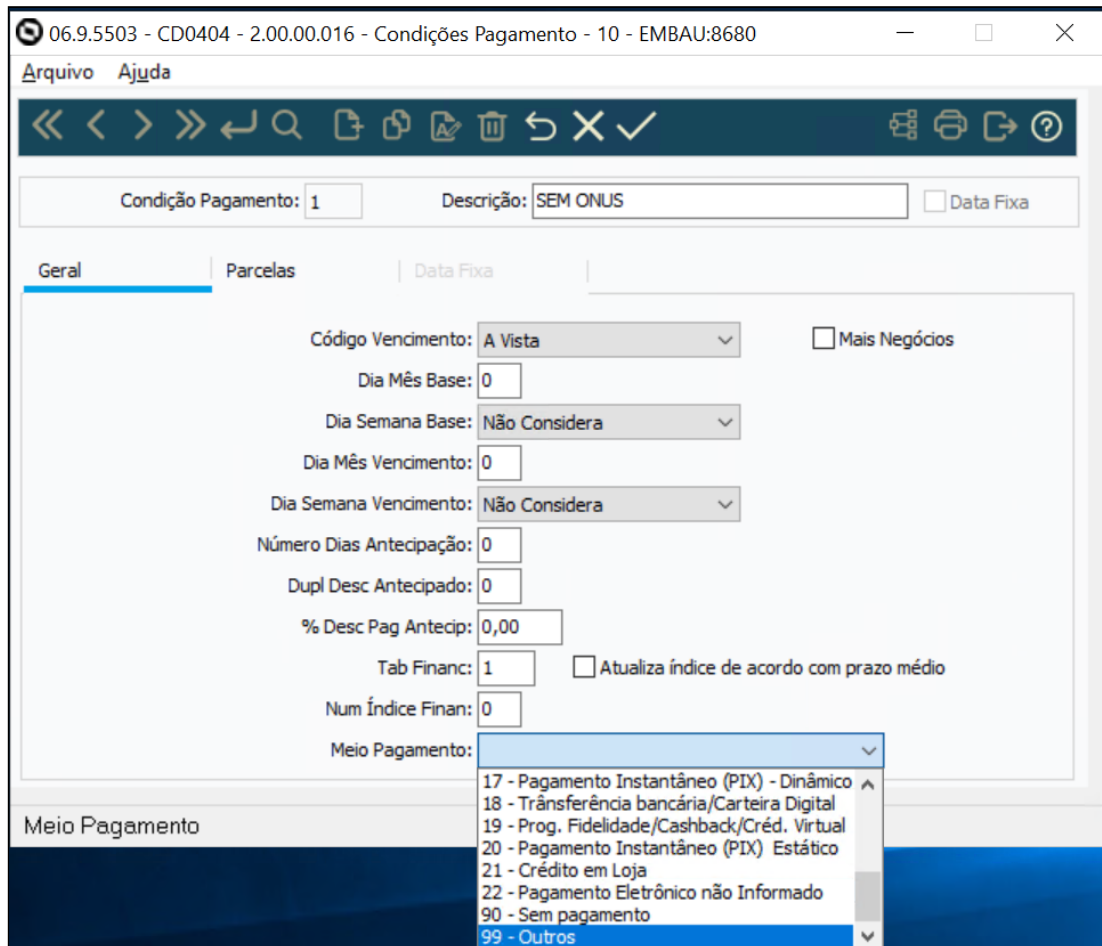 06.9.5503 - CD0404 - 2.00.00.016 - Condições Pagamento - 10 - EMBAU:8680
Arquivo Ajuda
Condição Pagamento: 1 Descrição: SEM ONUS Data Fixa
Geral Parcelas Data Fixa
Código Vencimento: A Vista Mais Negócios
Dia Mês Base: 0
Dia Semana Base: Não Considera
Dia Mês Vencimento: 0
Dia Semana Vencimento: Não Considera
Número Dias Antecipação: 0
Dupl Desc Antecipado: 0
% Desc Pag Antecip: 0,00
Tab Financ: 1 Atualiza índice de acordo com prazo médio
Num Índice Finan: 0
Meio Pagamento:
17 - Pagamento Instantâneo (PIX) - Dinâmico
18 - Trânsferência bancária/Carteira Digital
19 - Prog. Fidelidade/Cashback/Créd. Virtual
20 - Pagamento Instantâneo (PIX) Estático
21 - Crédito em Loja
22 - Pagamento Eletrônico não Informado
90 - Sem pagamento
99 - Outros
Meio Pagamento